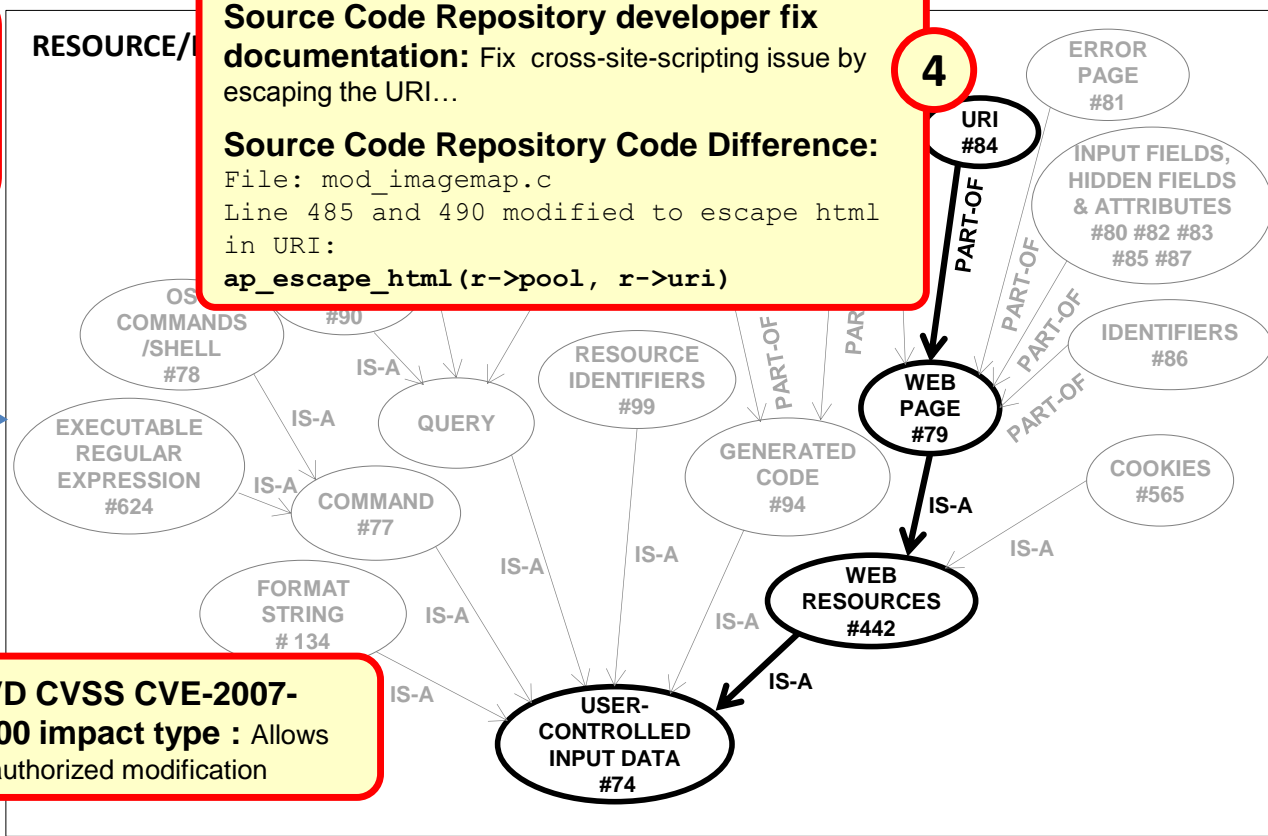 RESOURCE/
Source Code Repository developer fix
documentation: Fix cross-site-scripting issue by
escaping the URI…
Source Code Repository Code Difference:
File: mod_imagemap.c
Line 485 and 490 modified to escape html
in URI:
ap_escape_html(r->pool, r->uri)
4
ERROR
PAGE
#81
URI
#84
INPUT FIELDS,
HIDDEN FIELDS
& ATTRIBUTES
#80 #82 #83
#85 #87
PART-OF
PART-OF
PART-OF
IDENTIFIERS
#86
PART-OF
OS
COMMANDS
/SHELL
#78
#90
IS-A
RESOURCE
IDENTIFIERS
#99
PART-OF
PAR
WEB
PAGE
#79
EXECUTABLE
REGULAR
EXPRESSION
#624
IS-A
QUERY
GENERATED
CODE
#94
COOKIES
#565
IS-A
COMMAND
#77
IS-A
IS-A
IS-A
IS-A
FORMAT
STRING
# 134
IS-A
IS-A
WEB
RESOURCES
#442
IS-A
IS-A
IS-A
USER-
CONTROLLED
INPUT DATA
#74
D CVSS CVE-2007-
00 impact type : Allows
authorized modification